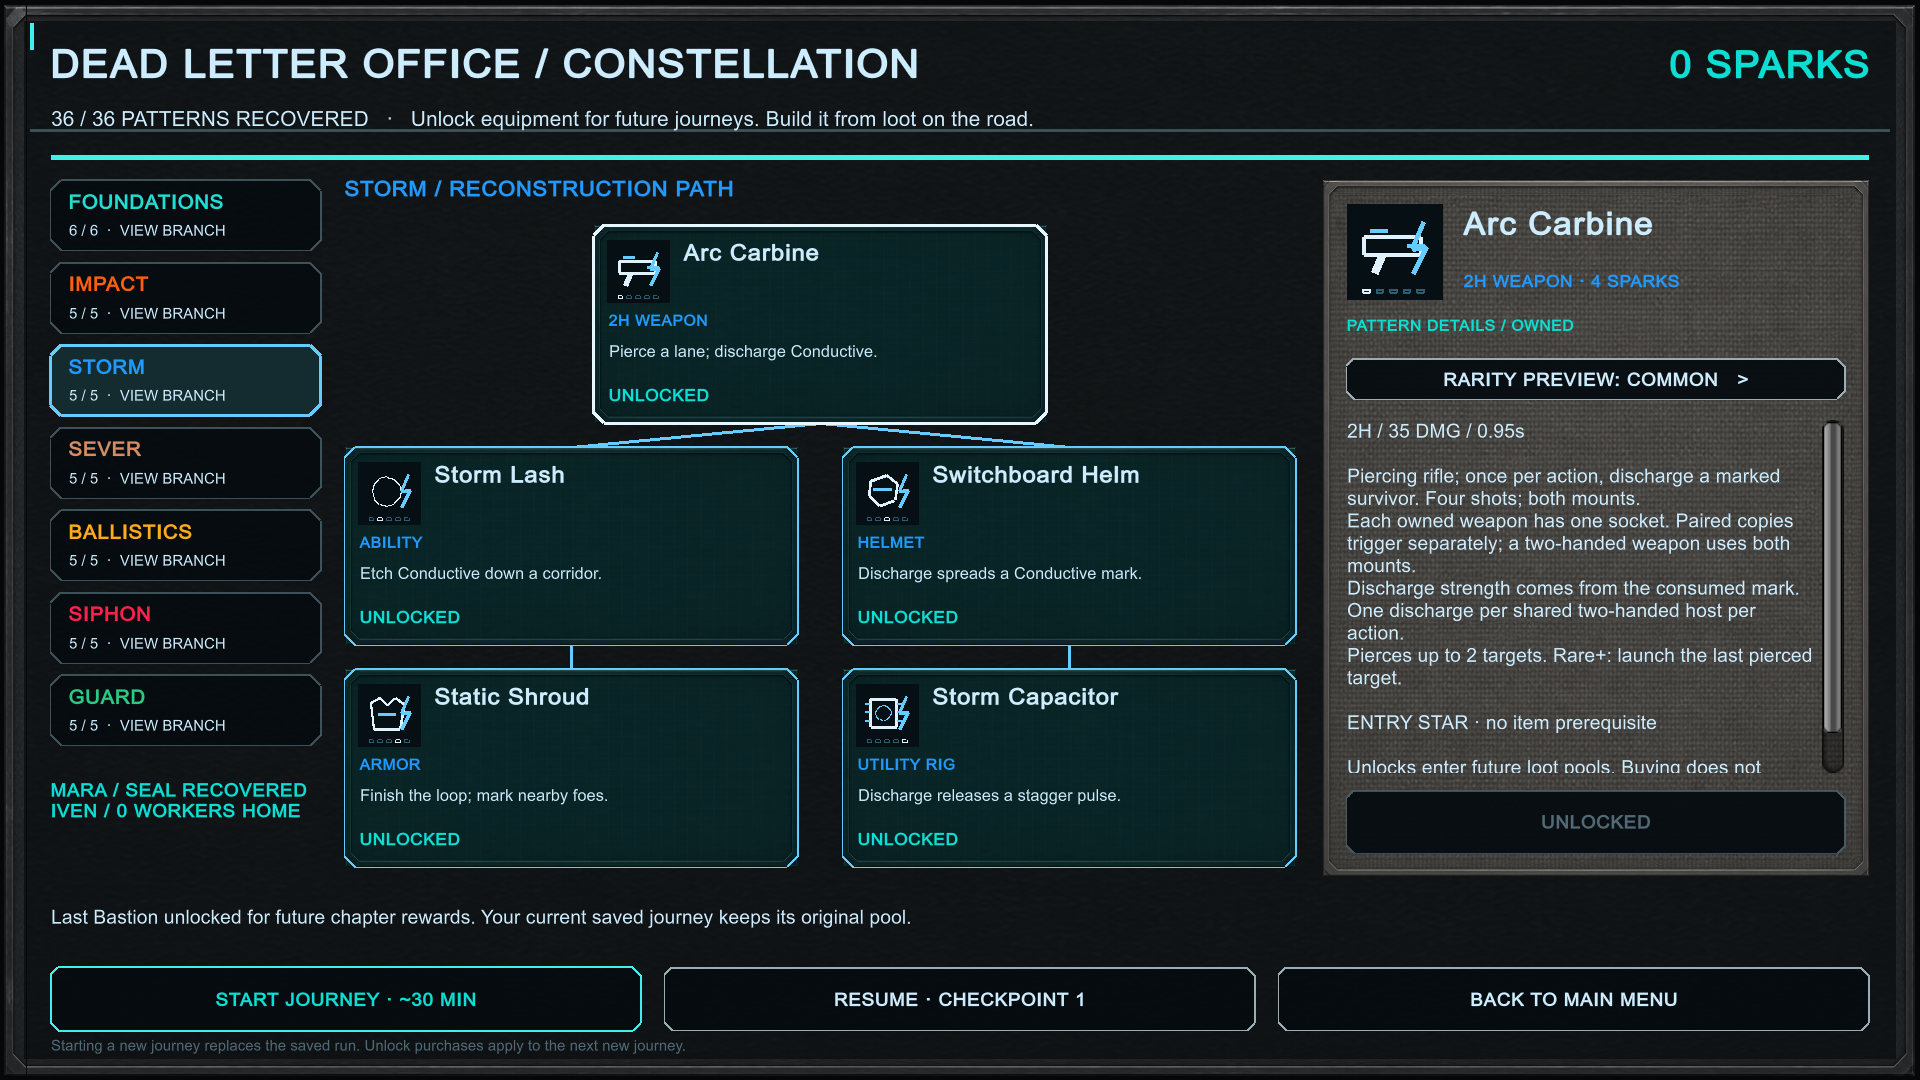 DEAD LETTER OFFICE / CONSTELLATION
0 SPARKS
36 / 36 PATTERNS RECOVERED · Unlock equipment for future journeys. Build it from loot on the road.
FOUNDATIONS
6 / 6 · VIEW BRANCH
IMPACT
5 / 5 · VIEW BRANCH
STORM
5 / 5 · VIEW BRANCH
SEVER
5 / 5 · VIEW BRANCH
BALLISTICS
5 / 5 · VIEW BRANCH
SIPHON
5 / 5 · VIEW BRANCH
GUARD
5 / 5 · VIEW BRANCH
MARA / SEAL RECOVERED
IVEN / 0 WORKERS HOME
STORM / RECONSTRUCTION PATH
Arc Carbine
2H WEAPON
Pierce a lane; discharge Conductive.
UNLOCKED
Storm Lash
ABILITY
Etch Conductive down a corridor.
UNLOCKED
Switchboard Helm
HELMET
Discharge spreads a Conductive mark.
UNLOCKED
Static Shroud
ARMOR
Finish the loop; mark nearby foes.
UNLOCKED
Storm Capacitor
UTILITY RIG
Discharge releases a stagger pulse.
UNLOCKED
Arc Carbine
2H WEAPON · 4 SPARKS
PATTERN DETAILS / OWNED
RARITY PREVIEW: COMMON >
2H / 35 DMG / 0.95s
Piercing rifle; once per action, discharge a marked
survivor. Four shots; both mounts.
Each owned weapon has one socket. Paired copies
trigger separately; a two-handed weapon uses both
mounts.
Discharge strength comes from the consumed mark.
One discharge per shared two-handed host per
action.
Pierces up to 2 targets. Rare+: launch the last pierced
target.
ENTRY STAR · no item prerequisite
Unlocks enter future loot pools. Buying does not
UNLOCKED
Last Bastion unlocked for future chapter rewards. Your current saved journey keeps its original pool.
START JOURNEY · ~30 MIN
RESUME · CHECKPOINT 1
BACK TO MAIN MENU
Starting a new journey replaces the saved run. Unlock purchases apply to the next new journey.